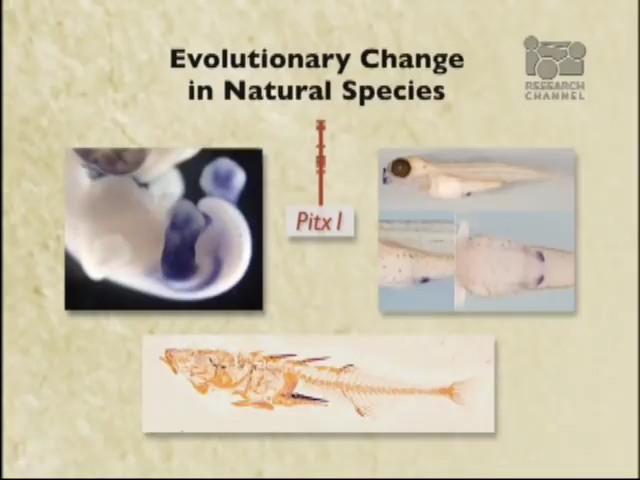 Evolutionary Change
in Natural Species
RESEARCH
CHANNEL
Pitx1